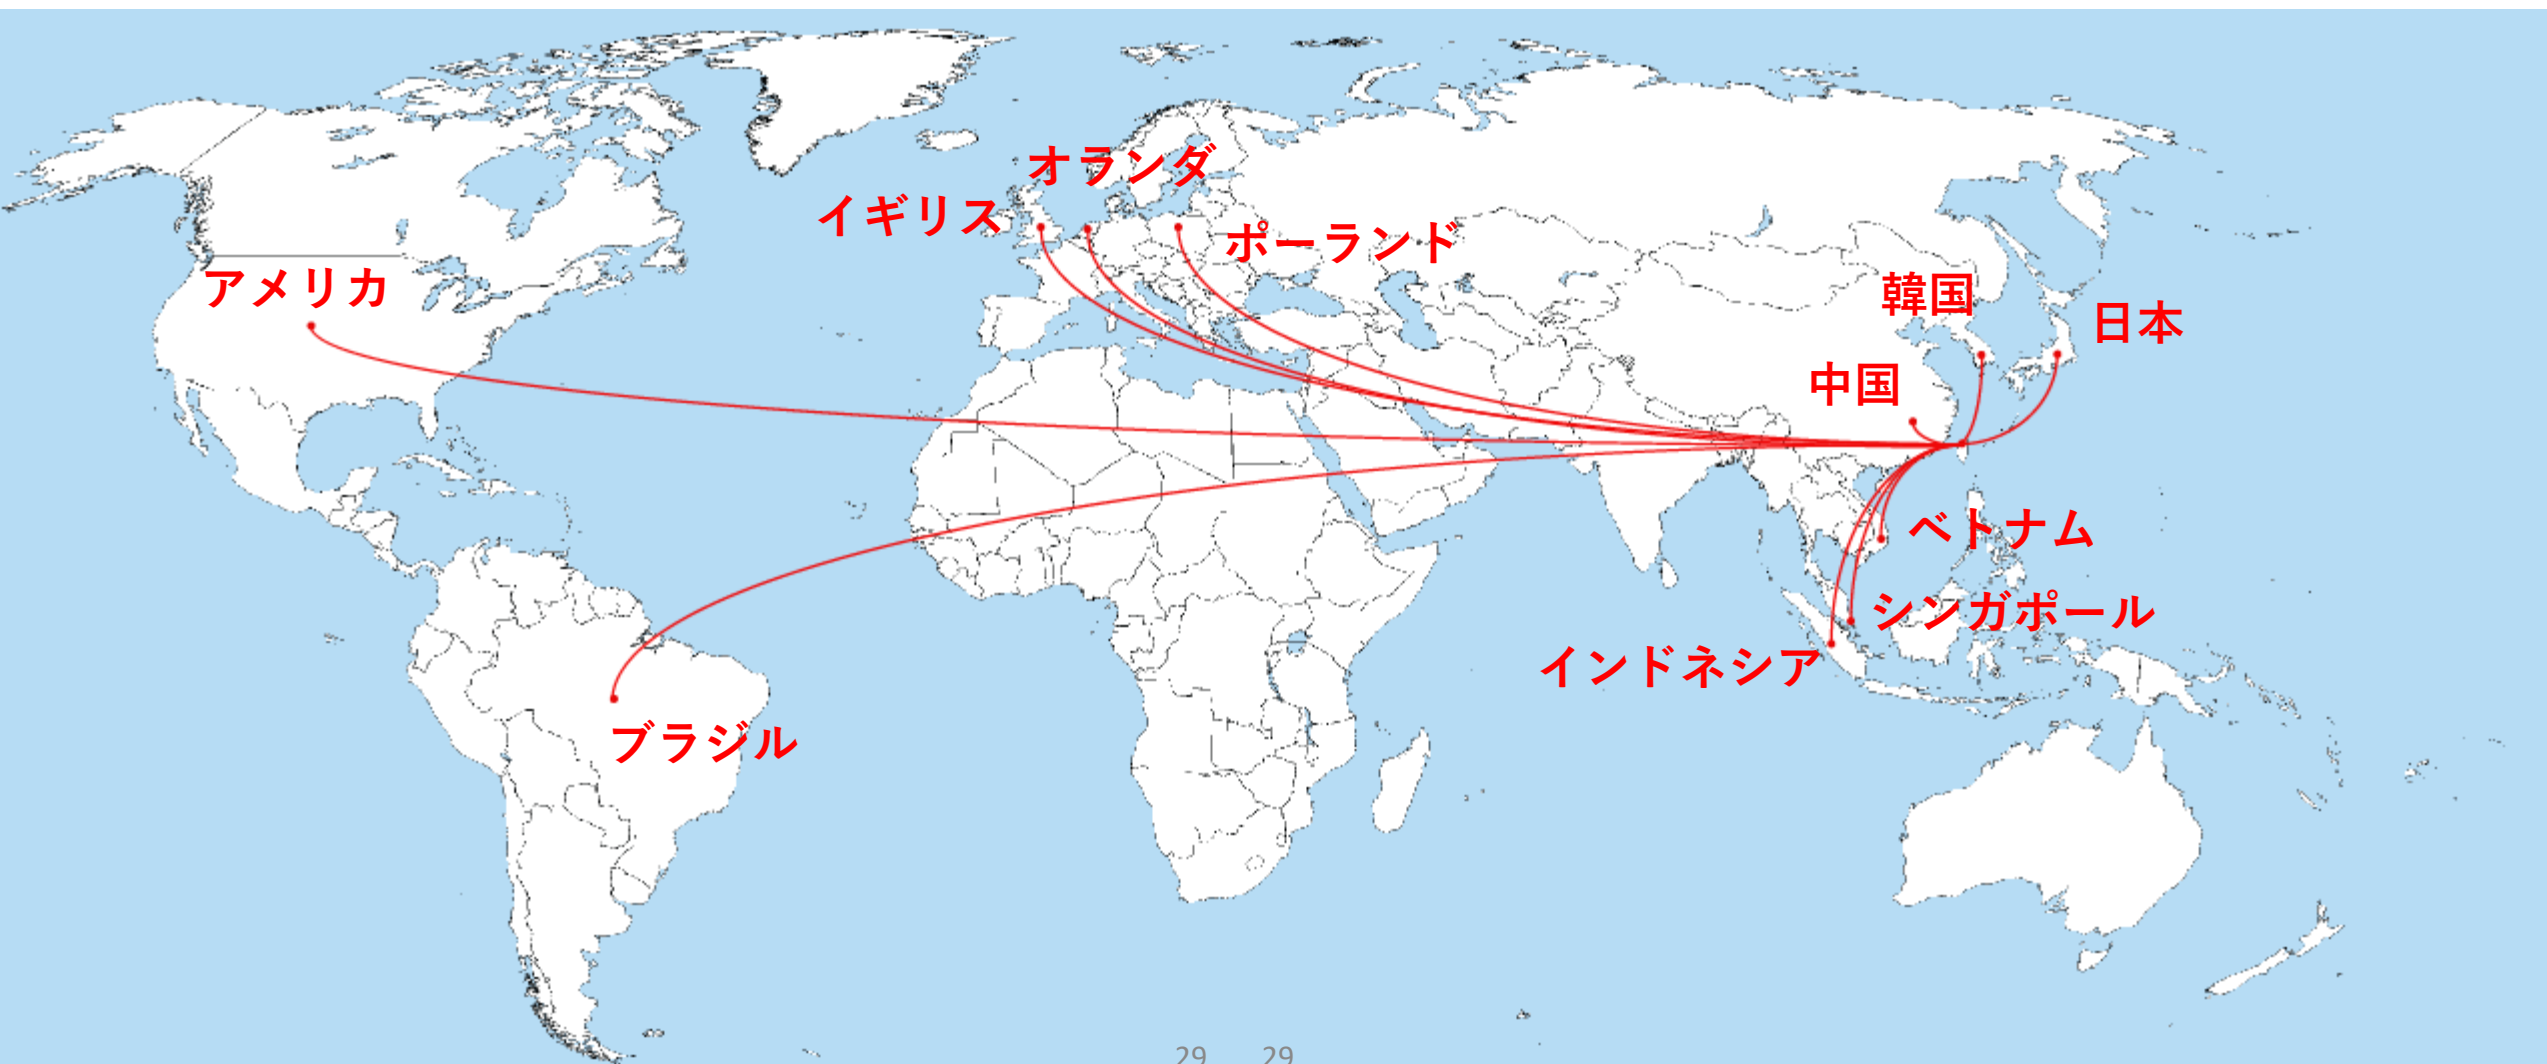 オランダ
イギリス
ポーランド
アメリカ
韓国
日本
中国
ベトナム
シンガポール
インドネシア
ブラジル
29 29